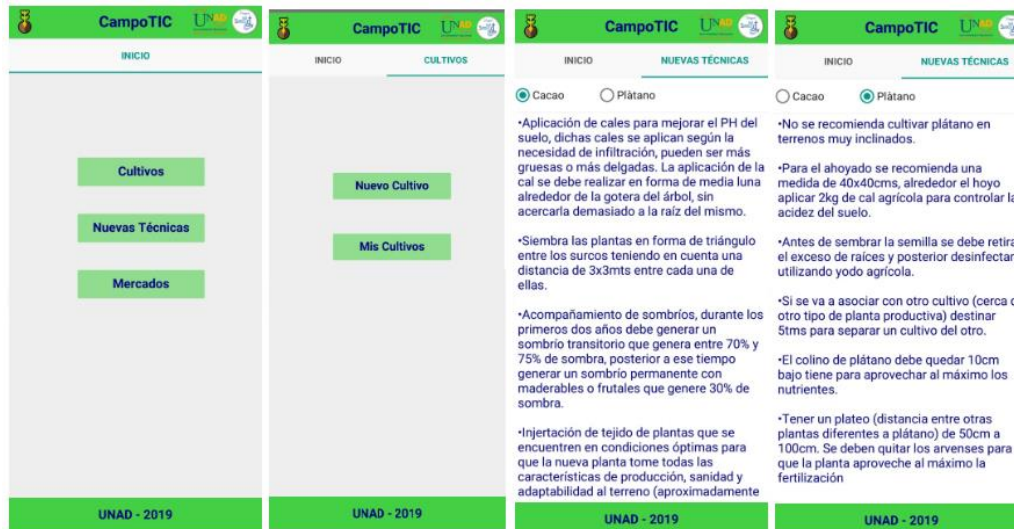 CampoTIC
UNAD
INICIO
Cultivos
Nuevas Técnicas
Mercados
UNAD - 2019
CampoTIC
UNAD
INICIO
CULTIVOS
Nuevo Cultivo
Mis Cultivos
UNAD - 2019
CampoTIC
UNAD
INICIO
NUEVAS TÉCNICAS
Cacao
Plàtano
•Aplicación de cales para mejorar el PH del
suelo, dichas cales se aplican según la
necesidad de infiltración, pueden ser más
gruesas o más delgadas. La aplicación de la
cal se debe realizar en forma de media luna
alrededor de la gotera del árbol, sin
acercarla demasiado a la raíz del mismo.
•Siembra las plantas en forma de triángulo
entre los surcos teniendo en cuenta una
distancia de 3x3mts entre cada una de
ellas.
•Acompañamiento de sombríos, durante los
primeros dos años debe generar un
sombrío transitorio que genera entre 70% y
75% de sombra, posterior a ese tiempo
generar un sombrío permanente con
maderables o frutales que genere 30% de
sombra.
•Injertación de tejido de plantas que se
encuentren en condiciones óptimas para
que la nueva planta tome todas las
características de producción, sanidad y
adaptabilidad al terreno (aproximadamente
UNAD - 2019
CampoTIC
UNAD
INICIO
NUEVAS TÉCNICAS
Cacao
Plàtano
•No se recomienda cultivar plátano en
terrenos muy inclinados.
•Para el ahoyado se recomienda una
medida de 40x40cms, alrededor el hoyo
aplicar 2kg de cal agrícola para controlar la
acidez del suelo.
•Antes de sembrar la semilla se debe retira
el exceso de raíces y posterior desinfectar
utilizando yodo agrícola.
•Si se va a asociar con otro cultivo (cerca
otro tipo de planta productiva) destinar
5tms para separar un cultivo del otro.
•El colino de plátano debe quedar 10cm
bajo tiene para aprovechar al máximo los
nutrientes.
•Tener un plateo (distancia entre otras
plantas diferentes a plátano) de 50cm a
100cm. Se deben quitar los arvenses para
que la planta aproveche al máximo la
fertilización
UNAD - 2019